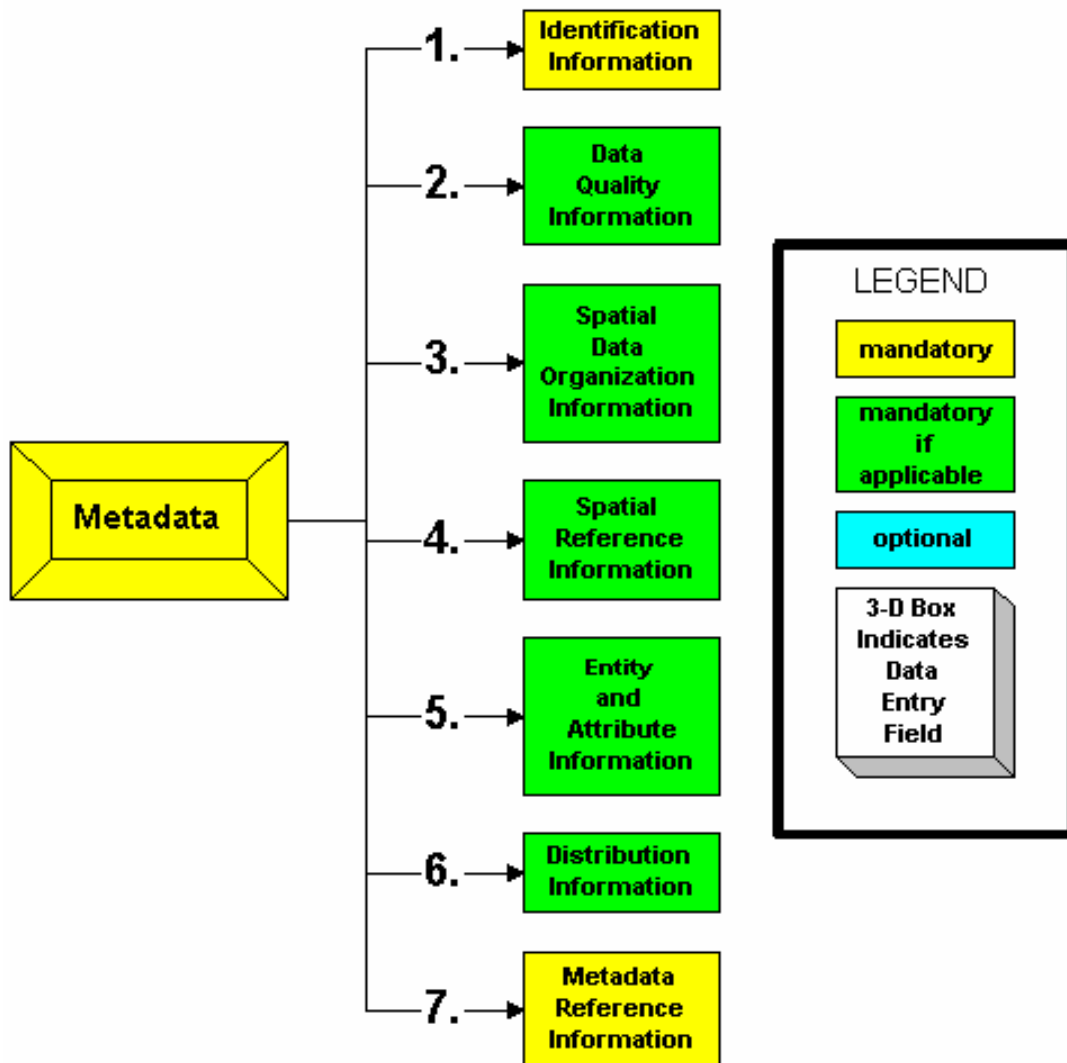 1.
Identification
Information
2.
Data
Quality
Information
3.
Spatial
Data
Organization
Information
Metadata
4.
Spatial
Reference
Information
5.
Entity
and
Attribute
Information
6.
Distribution
Information
7.
Metadada
Reference
Information
LEGEND
mandatory
mandatory
if
applicable
optional
3-D Box
Indicates
Data
Entry
Field